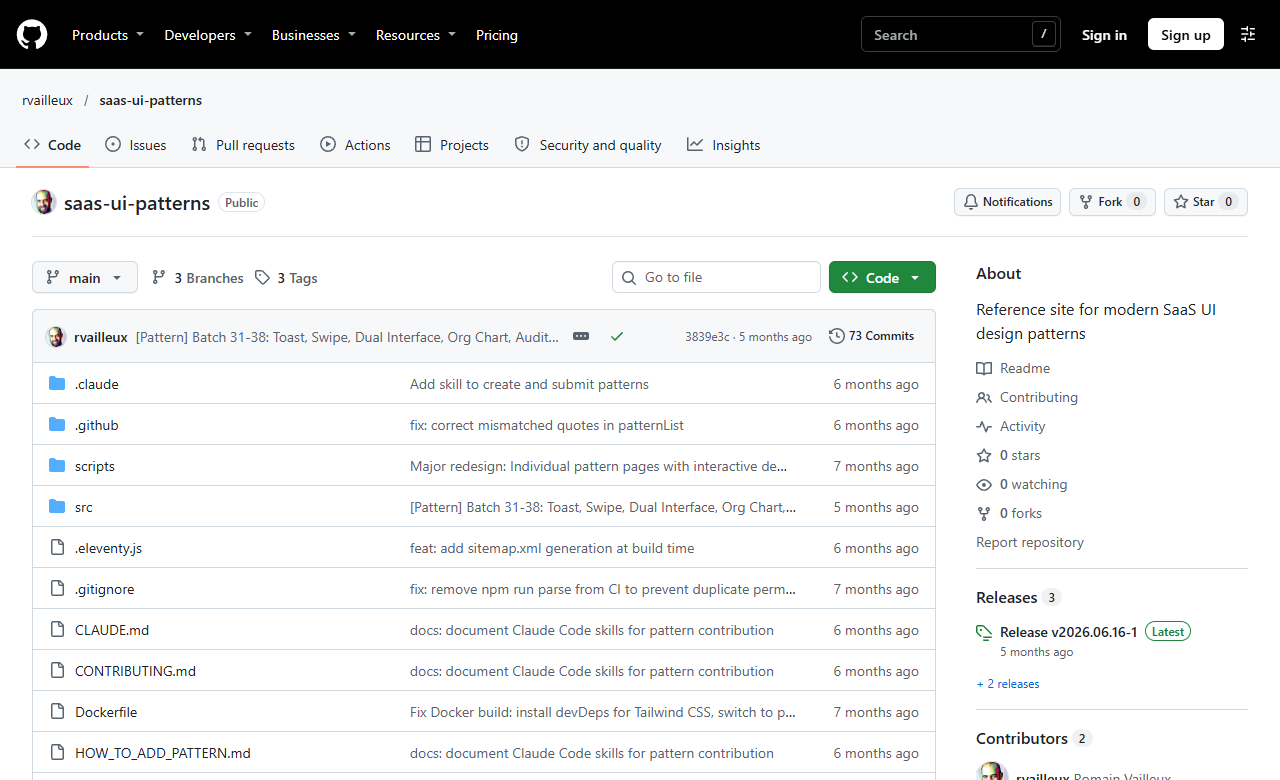 Products Developers Businesses Resources Pricing Search / Sign in Sign up
rvailleux / saas-ui-patterns
Code Issues Pull requests Actions Projects Security and quality Insights
saas-ui-patterns Public Notifications Fork 0 Star 0
main 3 Branches 3 Tags Go to file Code
rvailleux [Pattern] Batch 31-38: Toast, Swipe, Dual Interface, Org Chart, Audit… 3839e3c · 5 months ago 73 Commits
.claude Add skill to create and submit patterns 6 months ago
.github fix: correct mismatched quotes in patternList 6 months ago
scripts Major redesign: Individual pattern pages with interactive de… 7 months ago
src [Pattern] Batch 31-38: Toast, Swipe, Dual Interface, Org Chart,… 5 months ago
.eleventy.js feat: add sitemap.xml generation at build time 6 months ago
.gitignore fix: remove npm run parse from CI to prevent duplicate perm… 7 months ago
CLAUDE.md docs: document Claude Code skills for pattern contribution 6 months ago
CONTRIBUTING.md docs: document Claude Code skills for pattern contribution 6 months ago
Dockerfile Fix Docker build: install devDeps for Tailwind CSS, switch to p… 7 months ago
HOW_TO_ADD_PATTERN.md docs: document Claude Code skills for pattern contribution 6 months ago
About
Reference site for modern SaaS UI
design patterns
Readme
Contributing
Activity
0 stars
0 watching
0 forks
Report repository
Releases 3
Release v2026.06.16-1 Latest
5 months ago
+ 2 releases
Contributors 2
rvailleux Romain Vailleux